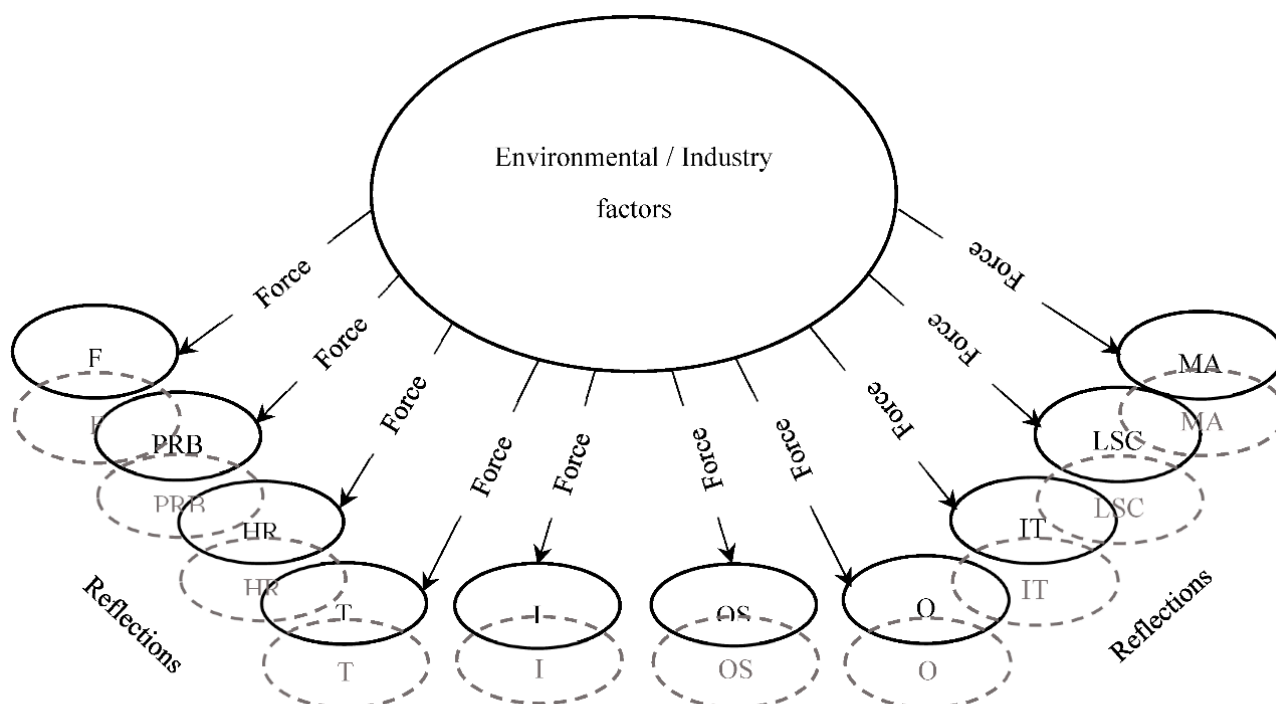 Environmental / Industry
factors
Force
Force
Force
Force
Force
Force
Force
Force
Force
Force
F
F
PRB
PRB
HR
HR
T
T
I
I
OS
OS
O
O
IT
IT
LSC
LSC
MA
MA
Reflections
Reflections